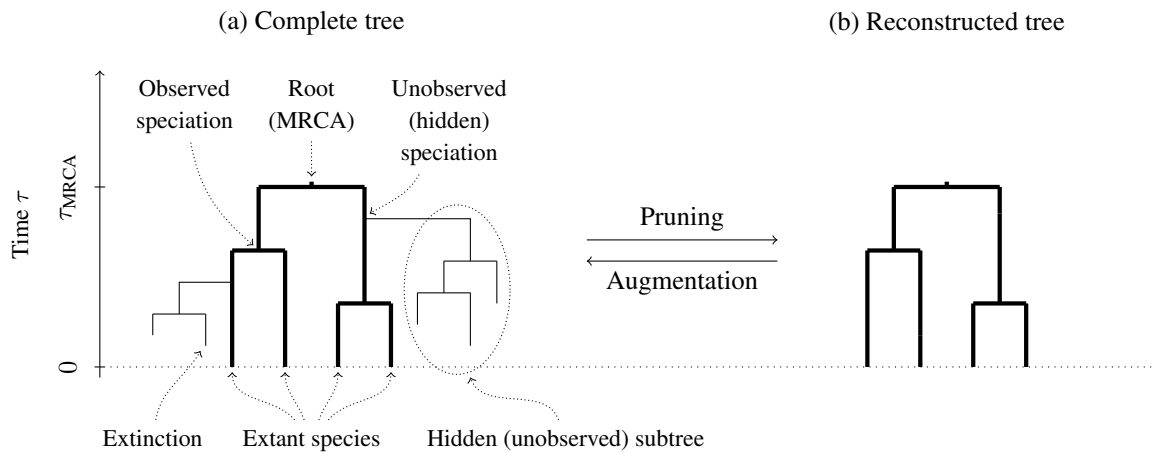 (a) Complete tree
(b) Reconstructed tree
Observed
speciation
Root
(MRCA)
Unobserved
(hidden)
speciation
Time τ
τMRCA
0
Pruning
Augmentation
Extinction
Extant species
Hidden (unobserved) subtree